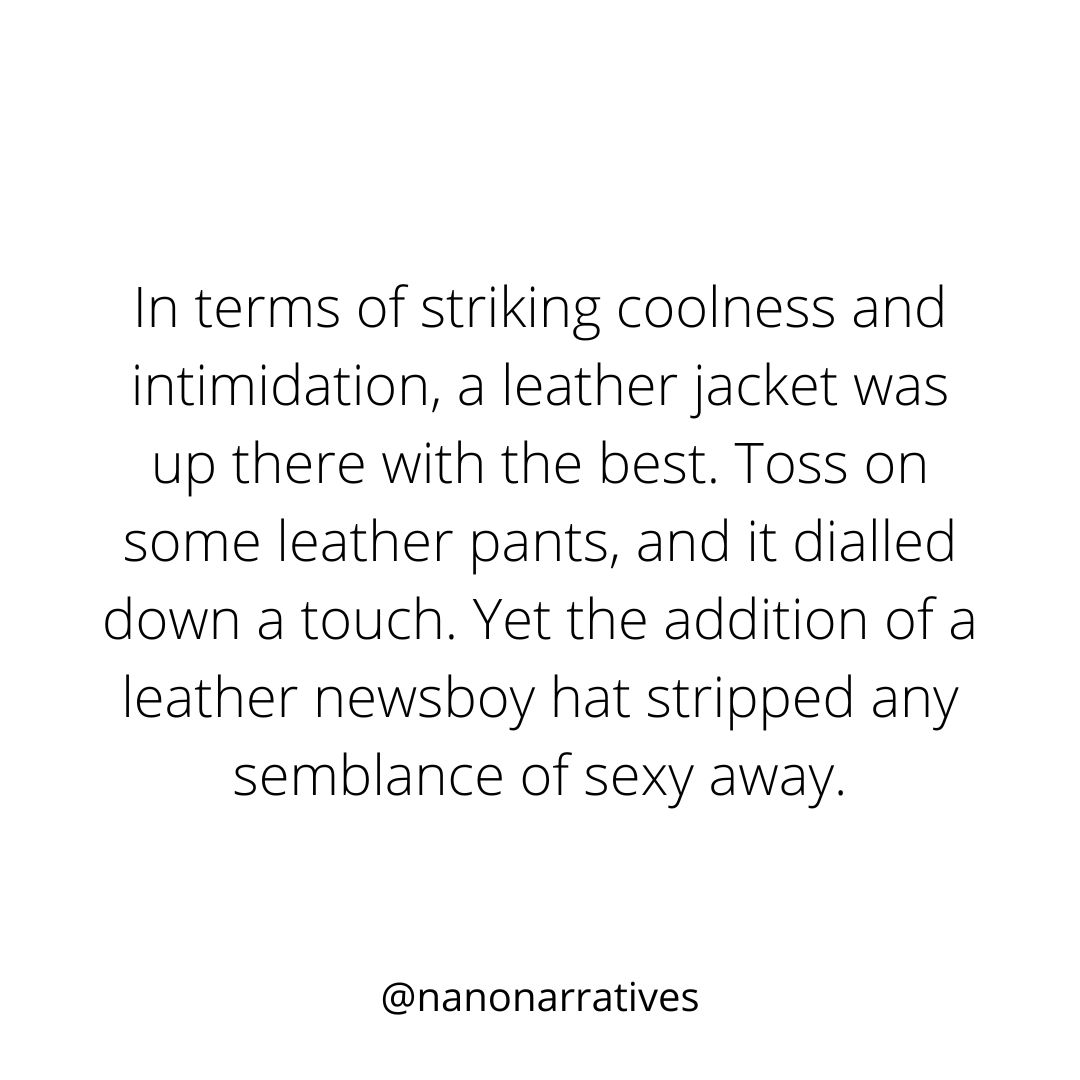 In terms of striking coolness and
intimidation, a leather jacket was
up there with the best. Toss on
some leather pants, and it dialled
down a touch. Yet the addition of a
leather newsboy hat stripped any
semblance of sexy away.
@nanonarratives